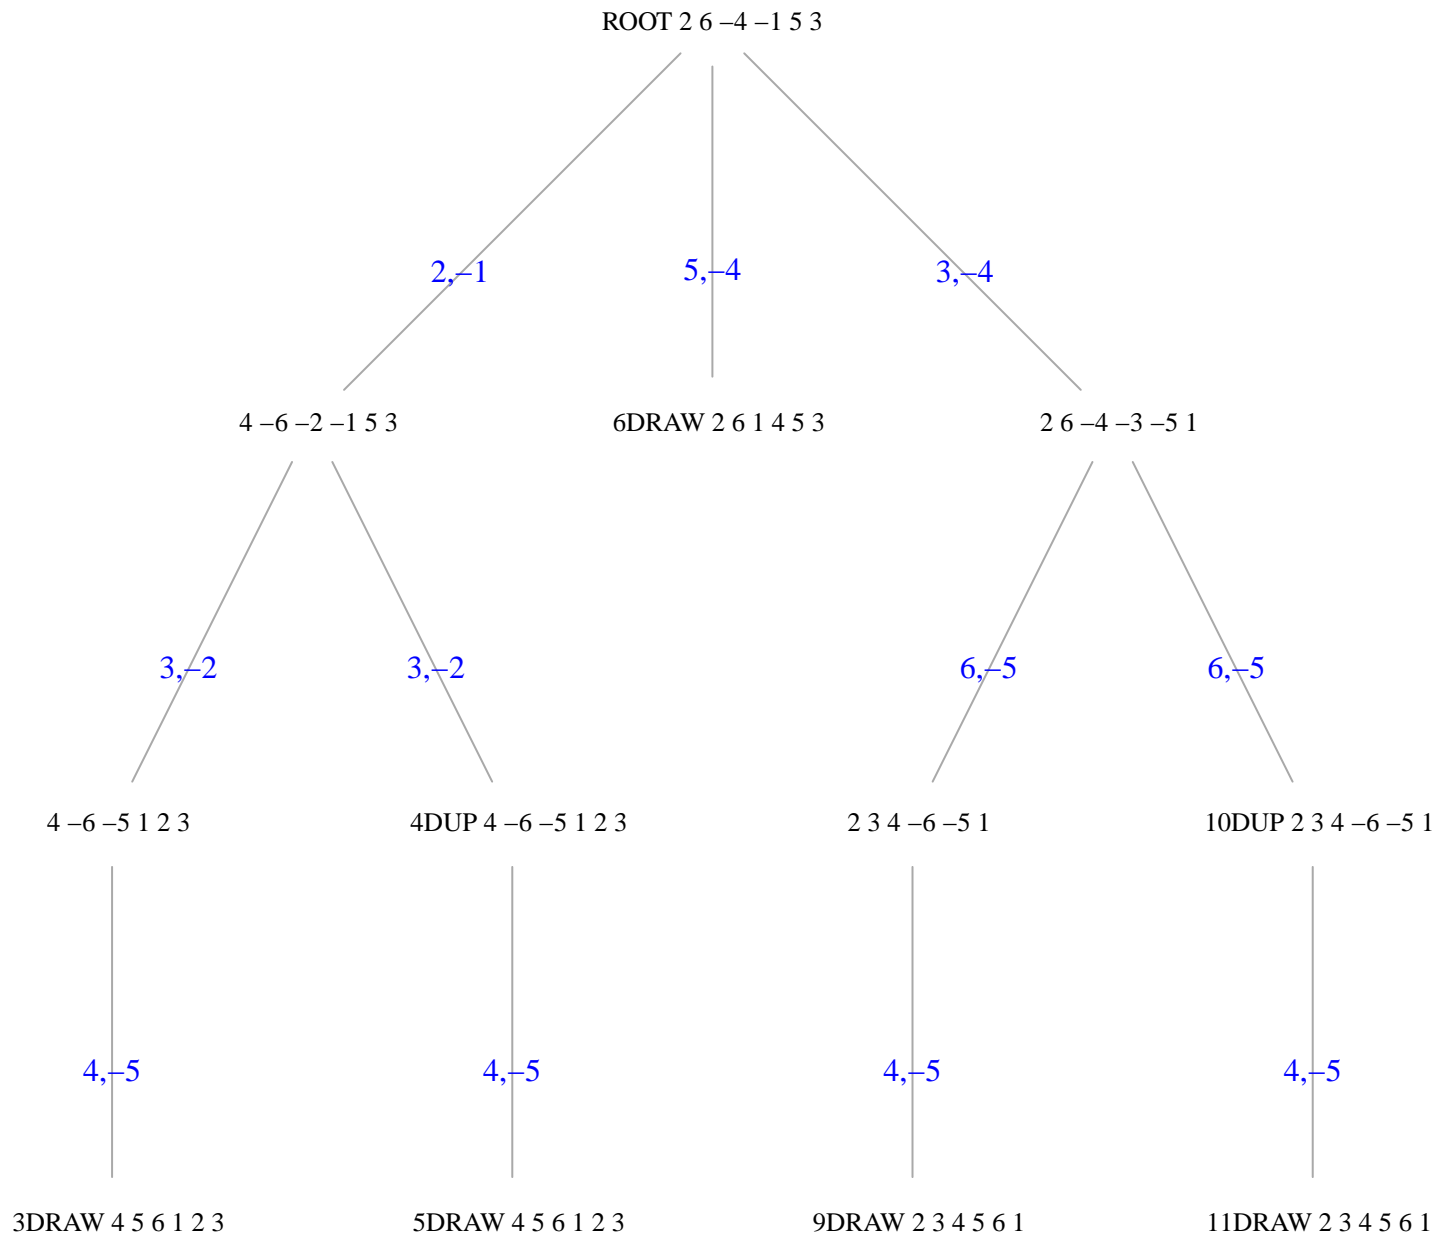 ROOT 2 6 –4 –1 5 3
2,–1
5,–4
3,–4
4 –6 –2 –1 5 3
6DRAW 2 6 1 4 5 3
2 6 –4 –3 –5 1
3,–2
3,–2
6,–5
6,–5
4 –6 –5 1 2 3
4DUP 4 –6 –5 1 2 3
2 3 4 –6 –5 1
10DUP 2 3 4 –6 –5 1
4,–5
4,–5
4,–5
4,–5
3DRAW 4 5 6 1 2 3
5DRAW 4 5 6 1 2 3
9DRAW 2 3 4 5 6 1
11DRAW 2 3 4 5 6 1